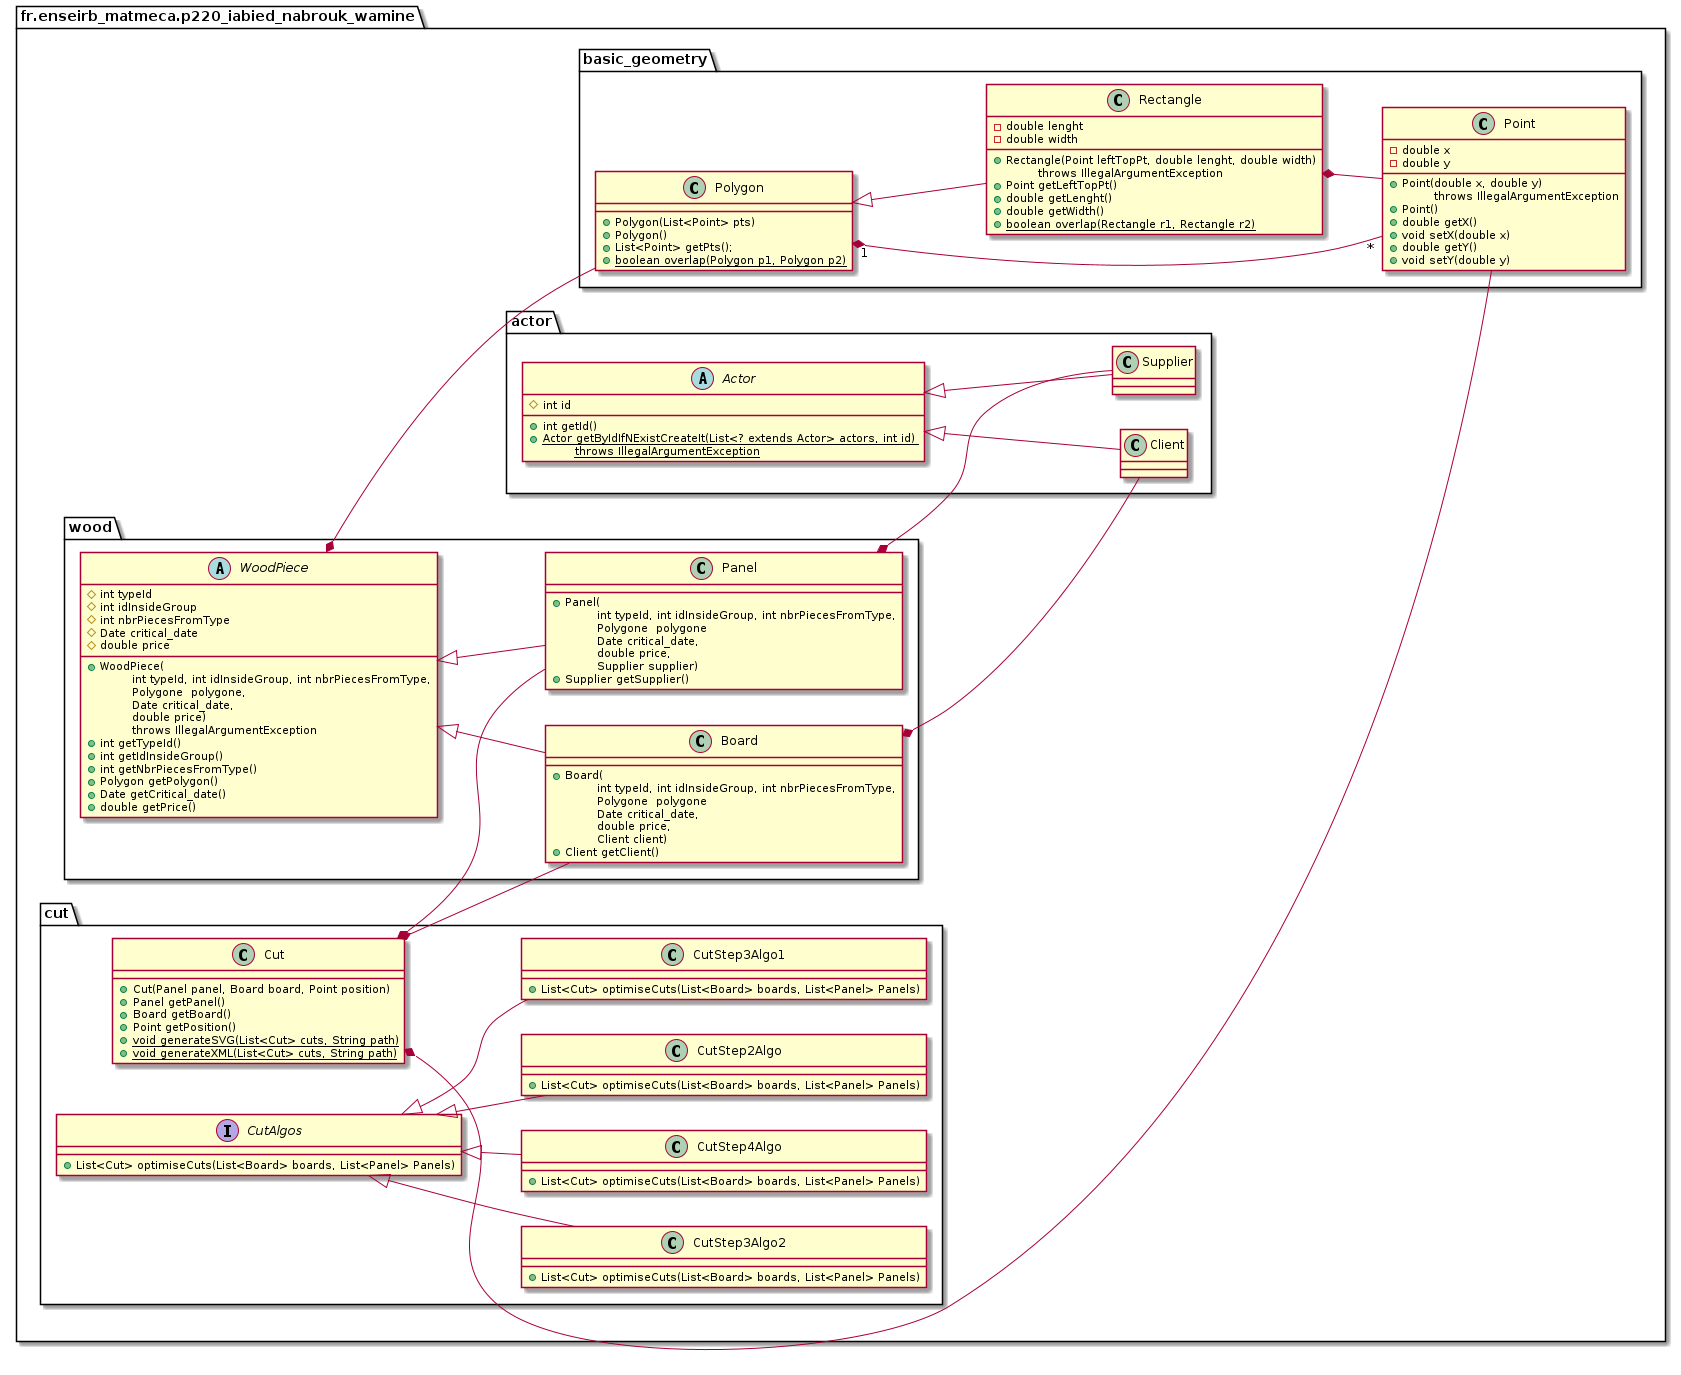 fr.enseirb_matmeca.p220_iabied_nabrouk_wamine
basic_geometry
Rectangle
double lenght
double width
Rectangle(Point leftTopPt, double lenght, double width)
throws IllegalArgumentException
Point getLeftTopPt()
double getLenght()
double getWidth()
boolean overlap(Rectangle r1, Rectangle r2)
Point
double x
double y
Point(double x, double y)
throws IllegalArgumentException
Point()
double getX()
void setX(double x)
double getY()
void setY(double y)
Polygon
Polygon(List<Point> pts)
Polygon()
List<Point> getPts();
boolean overlap(Polygon p1, Polygon p2)
1
*
actor
Actor
int id
int getId()
Actor getByIdIfNExistCreateIt(List<? extends Actor> actors, int id)
throws IllegalArgumentException
Supplier
Client
wood
WoodPiece
int typeId
int idInsideGroup
int nbrPiecesFromType
Date critical_date
double price
WoodPiece(
int typeId, int idInsideGroup, int nbrPiecesFromType,
Polygone  polygone,
Date critical_date,
double price)
throws IllegalArgumentException
int getTypeId()
int getIdInsideGroup()
int getNbrPiecesFromType()
Polygon getPolygon()
Date getCritical_date()
double getPrice()
Panel
Panel(
int typeId, int idInsideGroup, int nbrPiecesFromType,
Polygone  polygone
Date critical_date,
double price,
Supplier supplier)
Supplier getSupplier()
Board
Board(
int typeId, int idInsideGroup, int nbrPiecesFromType,
Polygone  polygone
Date critical_date,
double price,
Client client)
Client getClient()
cut
Cut
Cut(Panel panel, Board board, Point position)
Panel getPanel()
Board getBoard()
Point getPosition()
void generateSVG(List<Cut> cuts, String path)
void generateXML(List<Cut> cuts, String path)
CutAlgos
List<Cut> optimiseCuts(List<Board> boards, List<Panel> Panels)
CutStep3Algo1
List<Cut> optimiseCuts(List<Board> boards, List<Panel> Panels)
CutStep2Algo
List<Cut> optimiseCuts(List<Board> boards, List<Panel> Panels)
CutStep4Algo
List<Cut> optimiseCuts(List<Board> boards, List<Panel> Panels)
CutStep3Algo2
List<Cut> optimiseCuts(List<Board> boards, List<Panel> Panels)